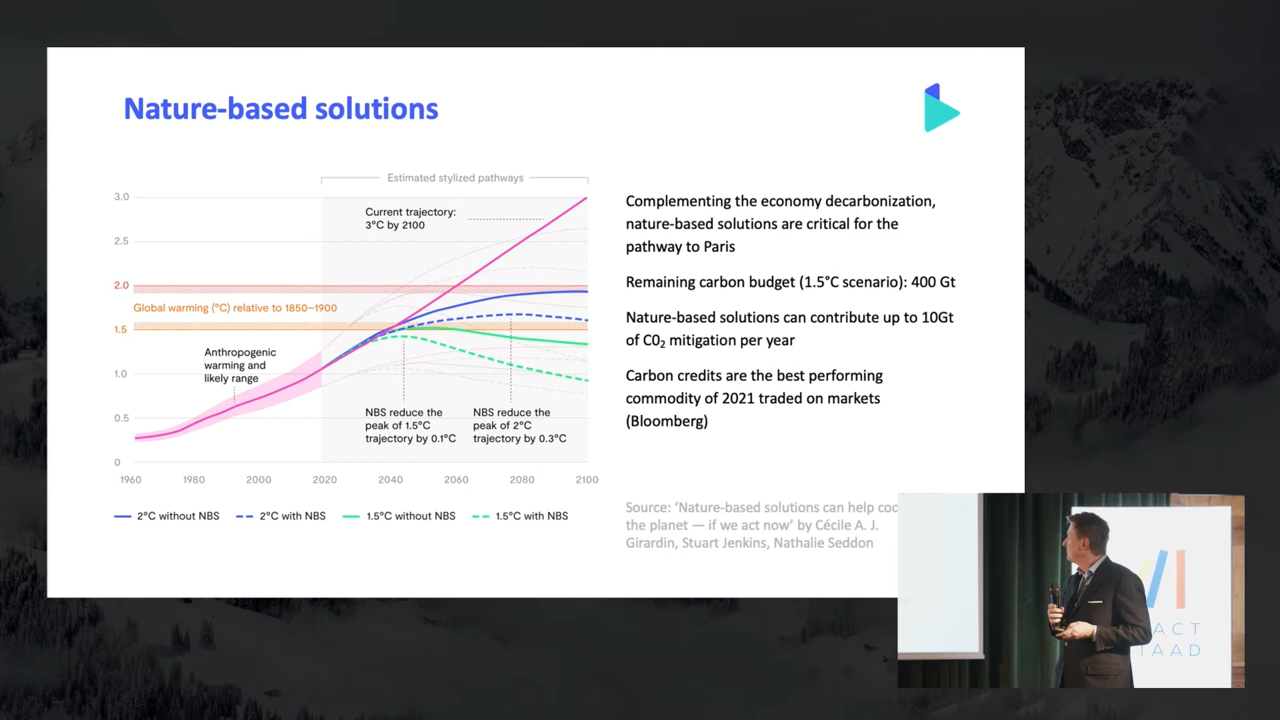 Nature-based solutions
Estimated stylized pathways
3.0
Current trajectory:
3°C by 2100
2.5
2.0
Global warming (°C) relative to 1850–1900
1.5
Anthropogenic
warming and
likely range
1.0
0.5
NBS reduce the
peak of 1.5°C
trajectory by 0.1°C
NBS reduce the
peak of 2°C
trajectory by 0.3°C
0
1960 1980 2000 2020 2040 2060 2080 2100
2°C without NBS 2°C with NBS 1.5°C without NBS 1.5°C with NBS
Complementing the economy decarbonization,
nature-based solutions are critical for the
pathway to Paris
Remaining carbon budget (1.5°C scenario): 400 Gt
Nature-based solutions can contribute up to 10Gt
of C0₂ mitigation per year
Carbon credits are the best performing
commodity of 2021 traded on markets
(Bloomberg)
Source: ‘Nature-based solutions can help
the planet — if we act now’ by Cécile A. J.
Girardin, Stuart Jenkins, Nathalie Seddon
ACT
TAAD